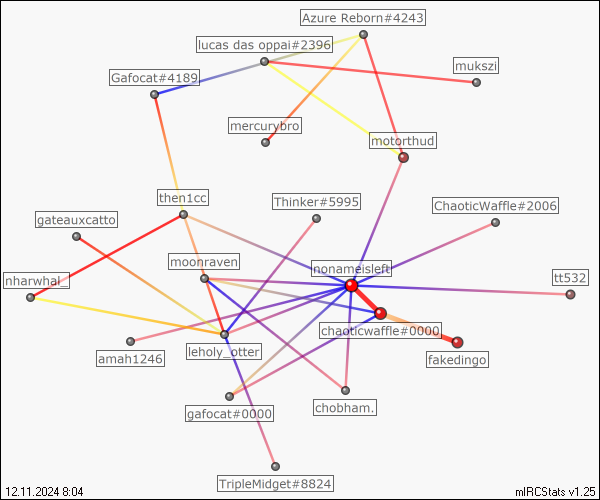 Azure Reborn#4243
lucas das oppai#2396
mukszi
Gafocat#4189
mercurybro
motorthud
then1cc
Thinker#5995
ChaoticWaffle#2006
gateauxcatto
moonraven
nonameisleft
nharwhal_
tt532
chaoticwaffle#0000
amah1246
leholy_otter
fakedingo
gafocat#0000
chobham.
TripleMidget#8824
12.11.2024 8:04
mIRCStats v1.25